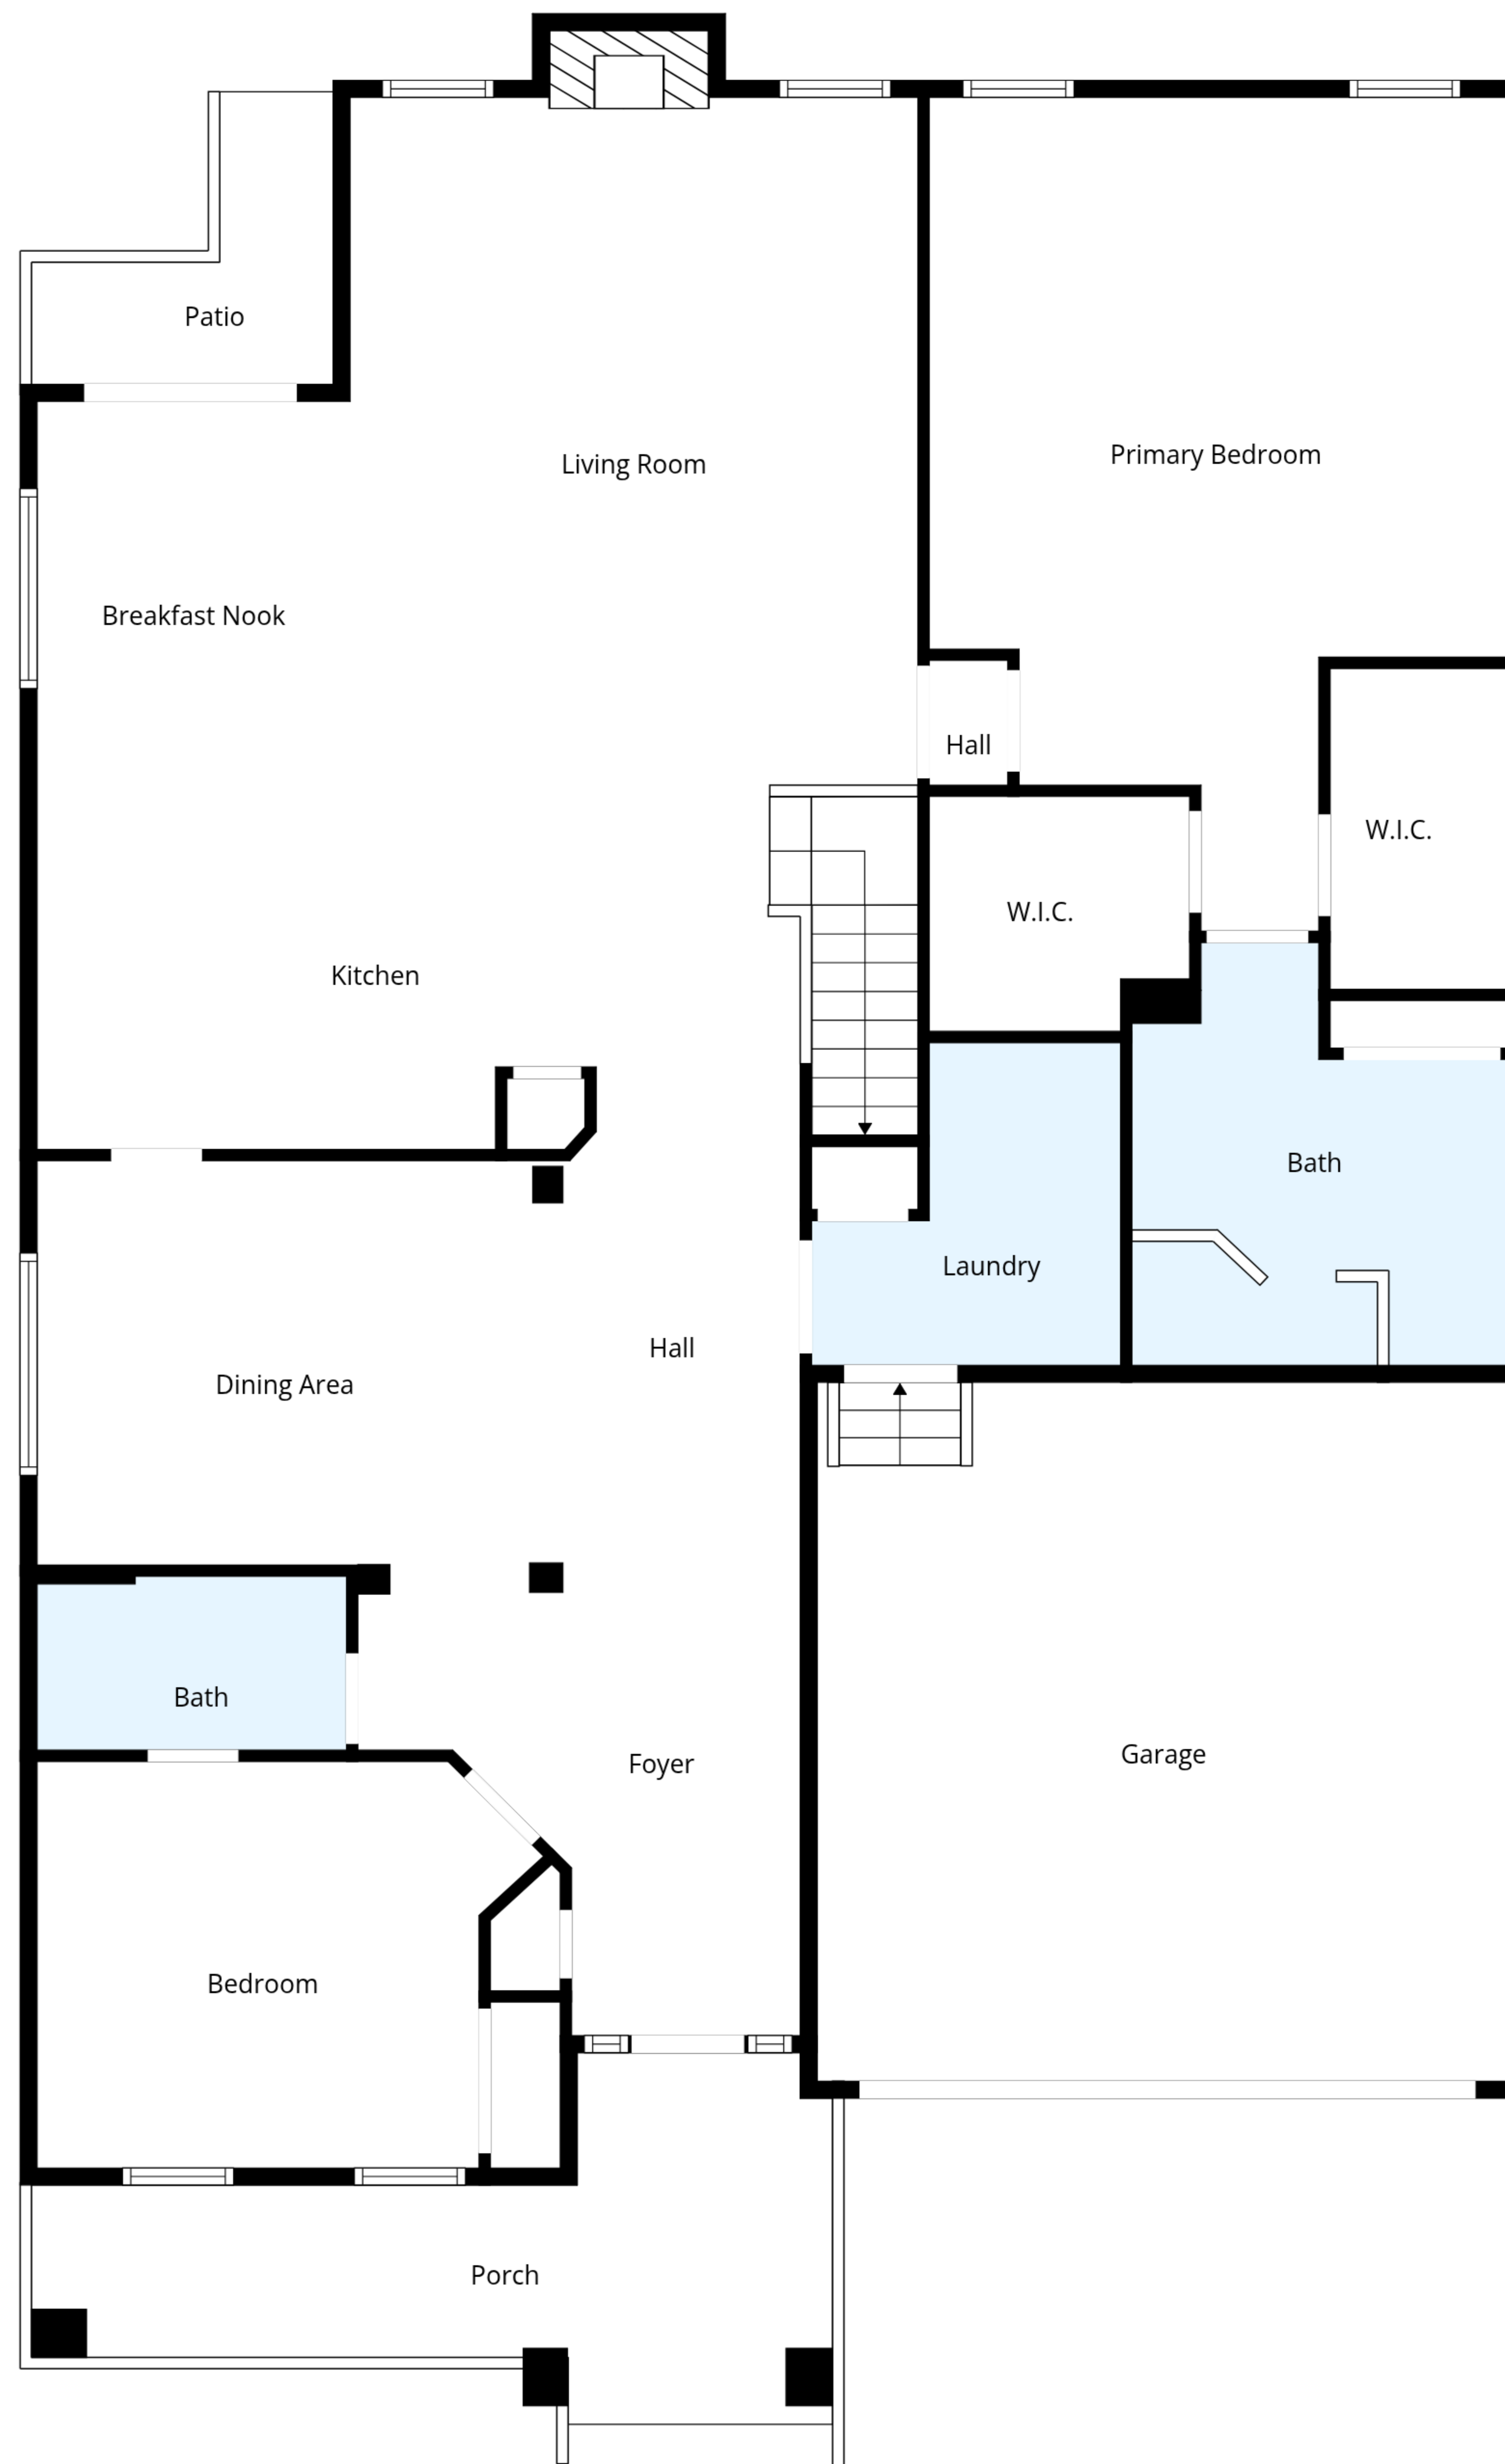 Patio
Living Room
Primary Bedroom
Breakfast Nook
Hall
W.I.C.
W.I.C.
Kitchen
Bath
Laundry
Hall
Dining Area
Bath
Foyer
Garage
Bedroom
Porch